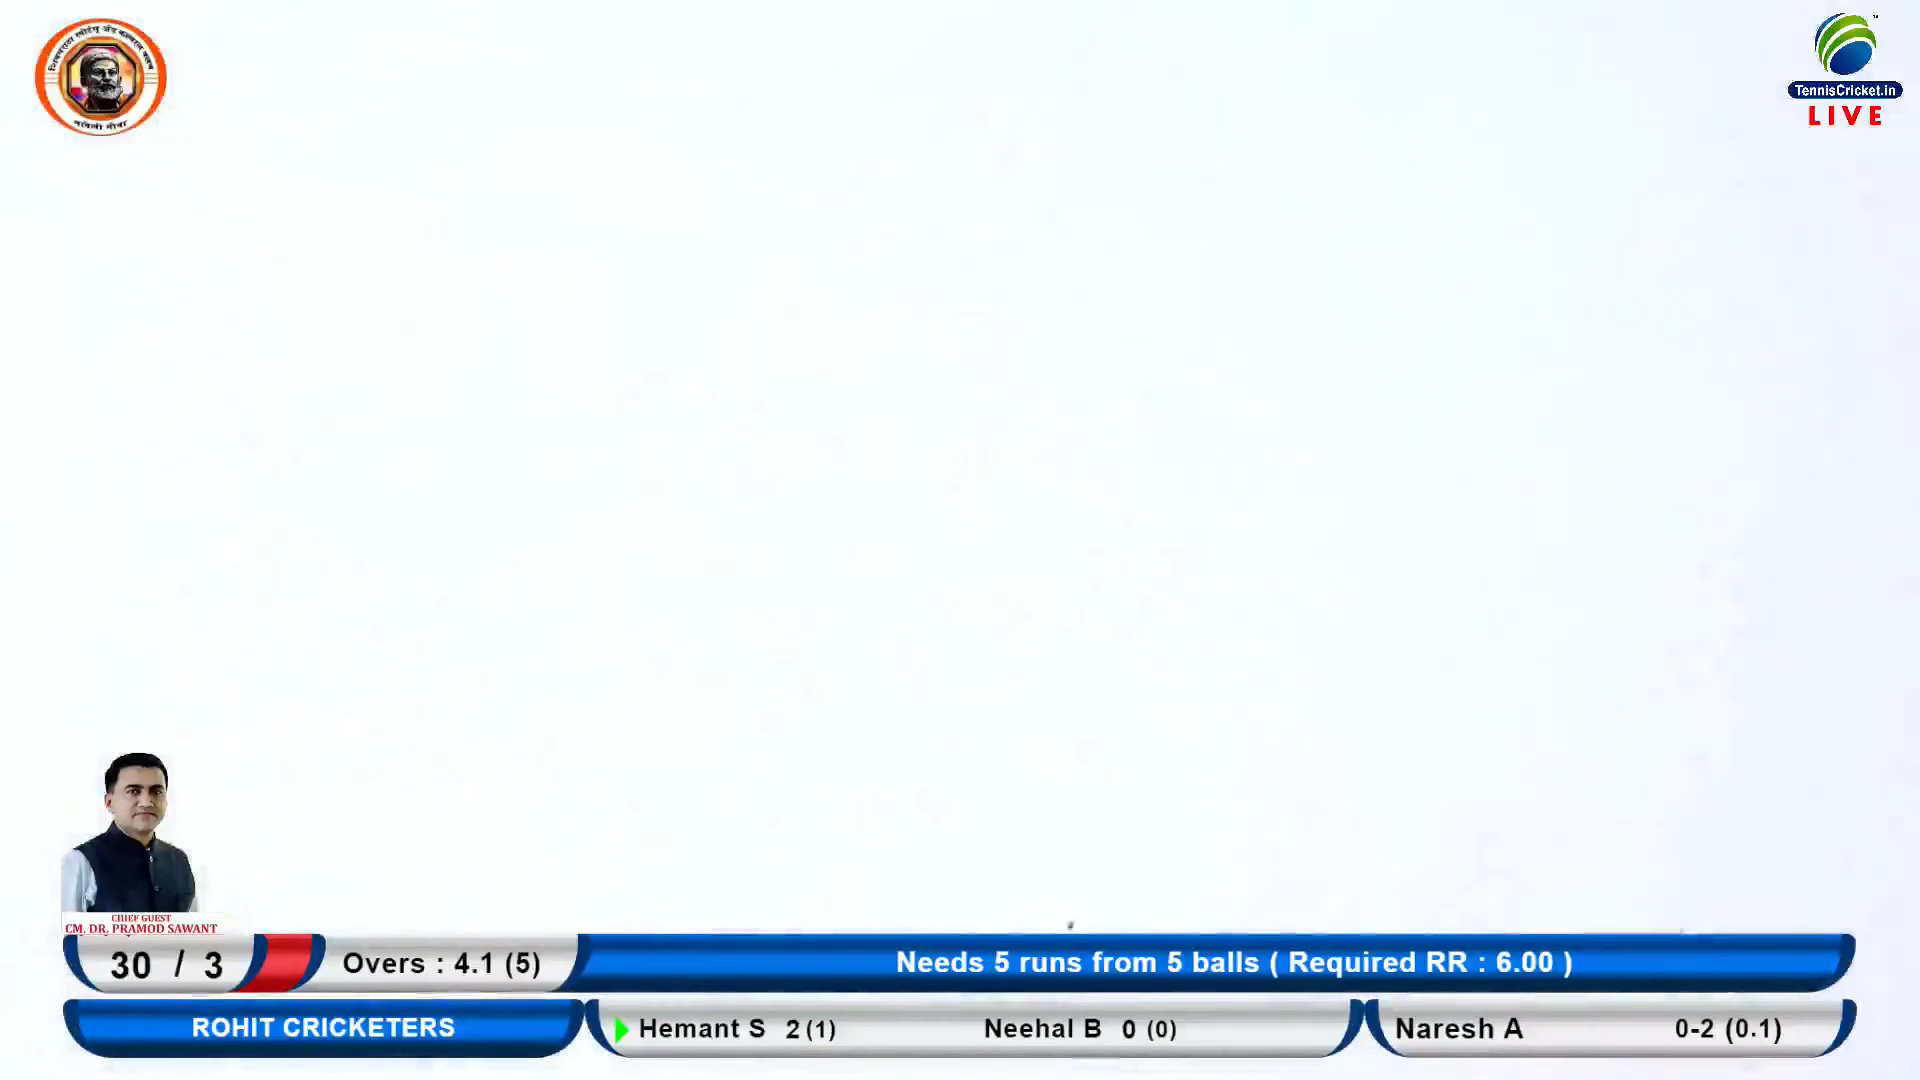 TennisCricket.in
LIVE
CHIEF GUEST
CM. DR. PRAMOD SAWANT
30 / 3
Overs : 4.1 (5)
Needs 5 runs from 5 balls ( Required RR : 6.00 )
ROHIT CRICKETERS
Hemant S 2 (1)
Neehal B 0 (0)
Naresh A 0-2 (0.1)